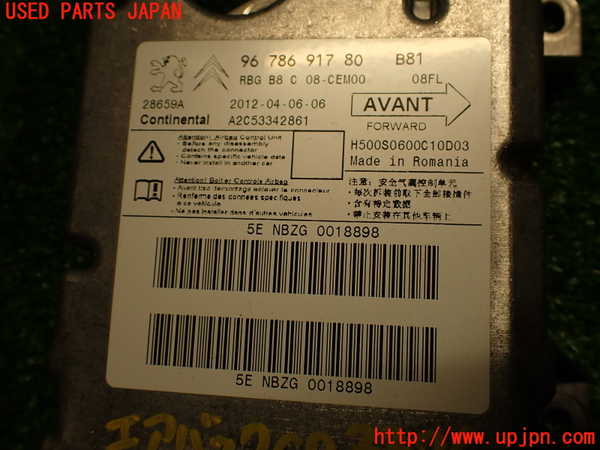 USED PARTS JAPAN
96 786 917 80 B81
RBG B8 C 08-CEM00 08FL
28659A 2012-04-06-06
AVANT
FORWARD
Continental A2C53342861
H500S0600C10D03
Made in Romania
Attention! Airbag Control Unit
- Before any disassembly
detach the connector
- Contains specific vehicle data
- Never install in another car
Attention! Boitier Controle Airbag
- Avant tout demontage enlever le connecteur
- Renferme des donnees specifiques
a ce vehicule
- Ne pas installer dans d'autres vehicules
注意: 安全气囊控制单元
• 每次拆装前取下全部接插件
• 含有特定数据
• 禁止安装在其他车辆上
5E NBZG 0018898
5E NBZG 0018898
http://www.upjpn.com